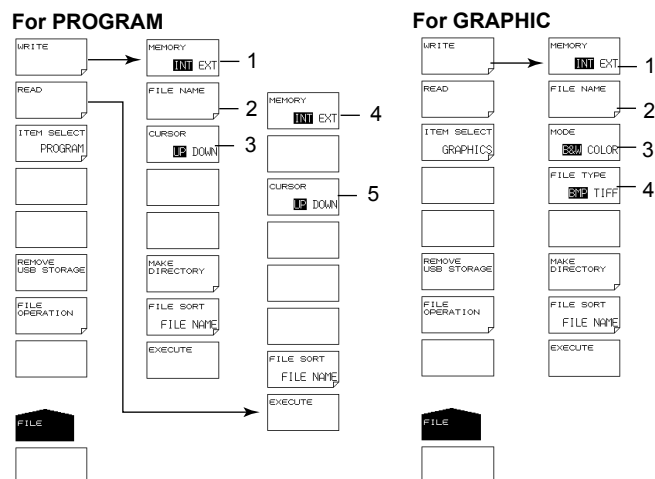 For PROGRAM
WRITE
READ
ITEM SELECT
PROGRAM
REMOVE
USB STORAGE
FILE
OPERATION
FILE
MEMORY
INT EXT
1
FILE NAME
2
CURSOR
UP DOWN
3
MAKE
DIRECTORY
FILE SORT
FILE NAME
EXECUTE
MEMORY
INT EXT
4
CURSOR
UP DOWN
5
FILE SORT
FILE NAME
EXECUTE
For GRAPHIC
WRITE
READ
ITEM SELECT
GRAPHICS
REMOVE
USB STORAGE
FILE
OPERATION
FILE
MEMORY
INT EXT
1
FILE NAME
2
MODE
B&W COLOR
3
FILE TYPE
BMP TIFF
4
MAKE
DIRECTORY
FILE SORT
FILE NAME
EXECUTE